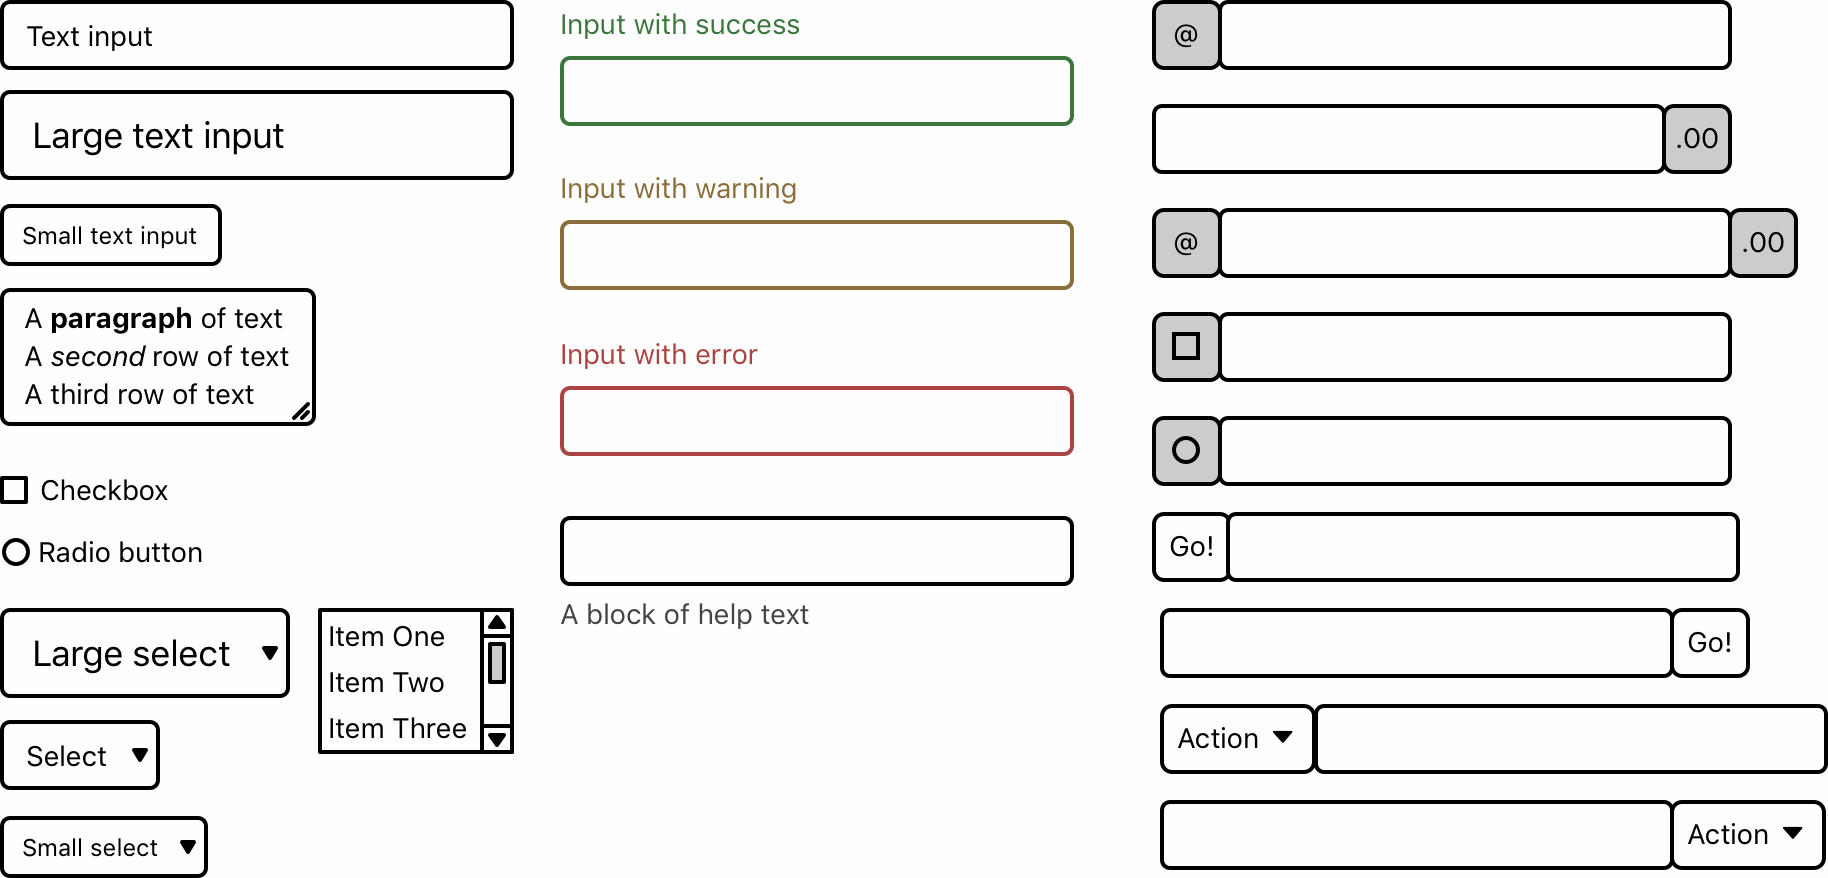 Text input
Large text input
Small text input
A paragraph of text
A second row of text
A third row of text
Checkbox
Radio button
Large select
Select
Small select
Item One
Item Two
Item Three
Input with success
Input with warning
Input with error
A block of help text
@
.00
@ .00
Go!
Go!
Action
Action